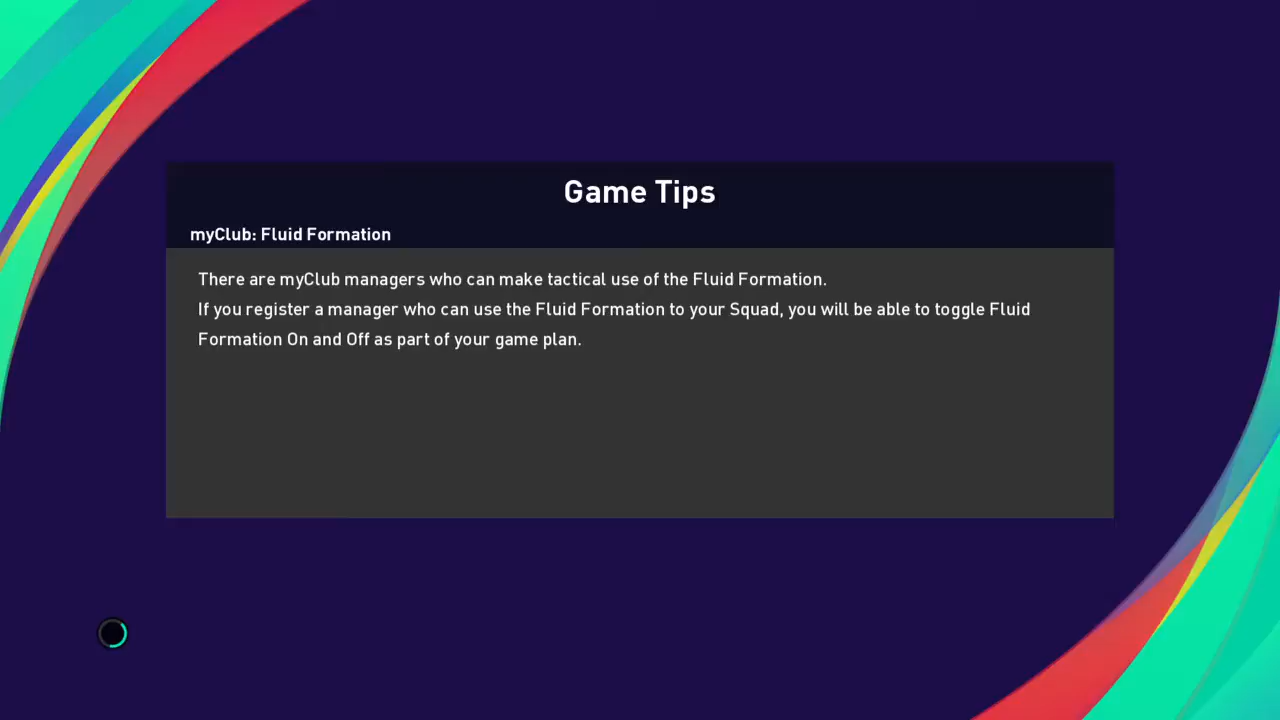 Game Tips
myClub: Fluid Formation
There are myClub managers who can make tactical use of the Fluid Formation.
If you register a manager who can use the Fluid Formation to your Squad, you will be able to toggle Fluid
Formation On and Off as part of your game plan.